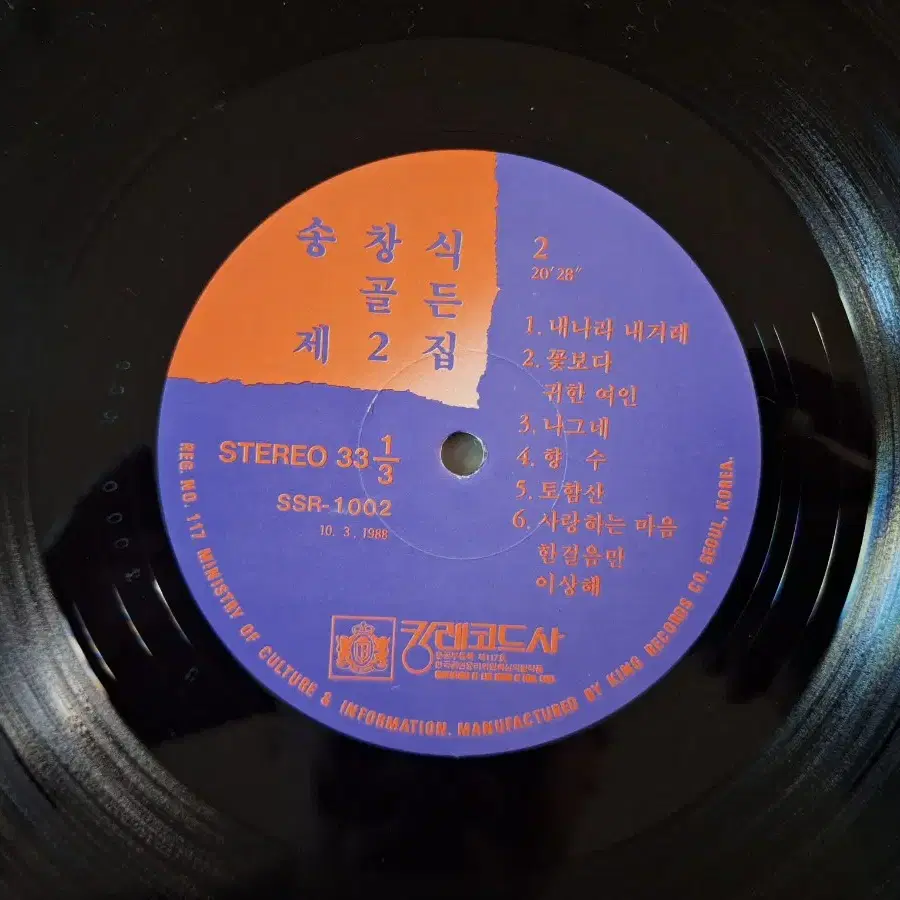 송 창 식
골 든
제 2 집
2
20'28"
1. 내나라 내겨레
2. 꽃보다
귀한 여인
3. 나그네
4. 향 수
5. 토함산
6. 사랑하는 마음
한걸음만
이상해
STEREO 33 1/3
SSR-1002
10. 3. 1988
킹레코드사
REG. NO. 117 MINISTRY OF CULTURE & INFORMATION. MANUFACTURED BY KING RECORDS CO. SEOUL, KOREA.